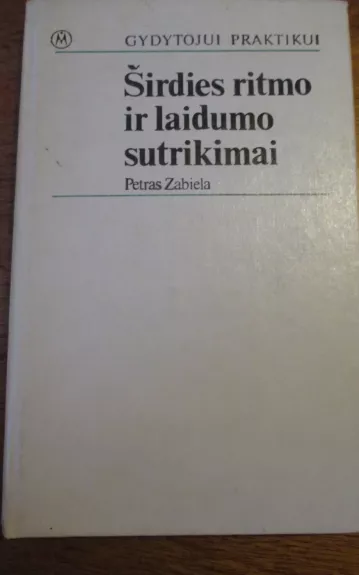 M
GYDYTOJUI PRAKTIKUI
Širdies ritmo
ir laidumo
sutrikimai
Petras Zabiela